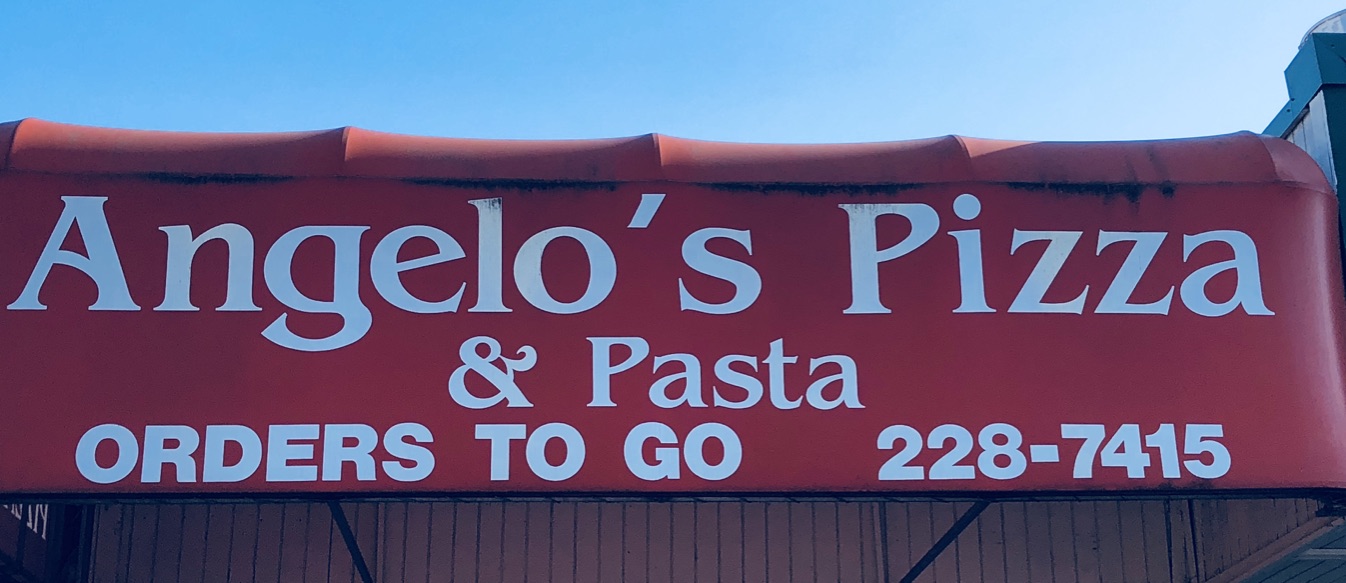 Angelo's Pizza
& Pasta
ORDERS TO GO 228-7415